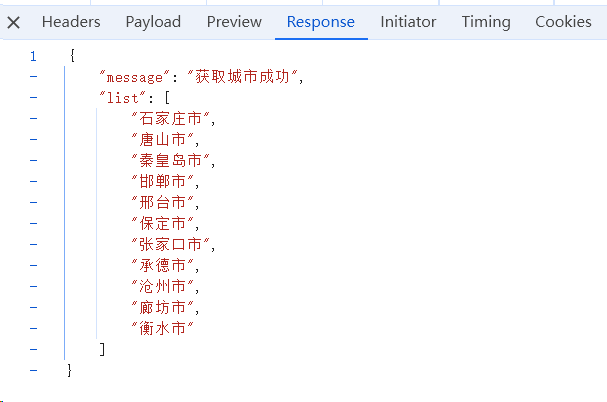 Headers Payload Preview Response Initiator Timing Cookies
1 {
- "message": "获取城市成功",
- "list": [
- "石家庄市",
- "唐山市",
- "秦皇岛市",
- "邯郸市",
- "邢台市",
- "保定市",
- "张家口市",
- "承德市",
- "沧州市",
- "廊坊市",
- "衡水市"
- ]
- }